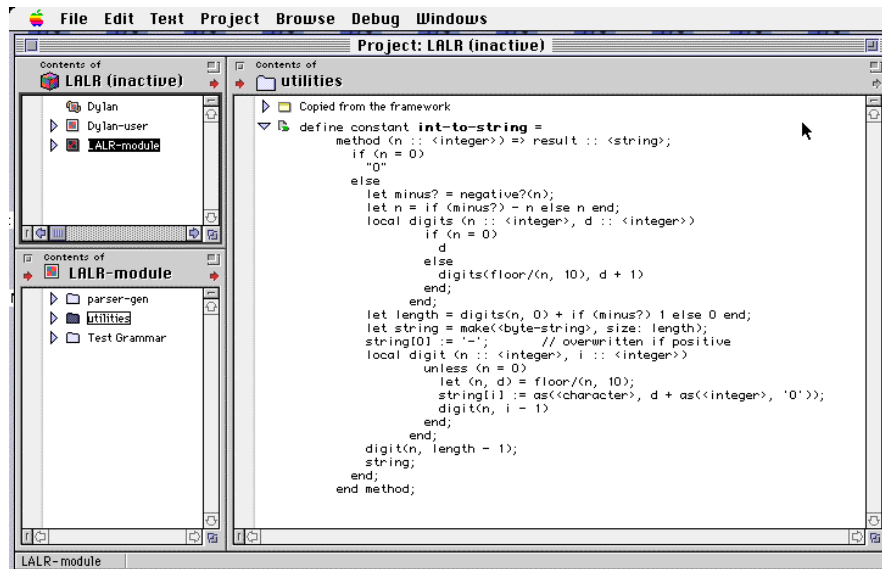 File Edit Text Project Browse Debug Windows
Project: LALR (inactive)
Contents of
LALR (inactive)
Dylan
Dylan-user
LALR-module
Contents of
LALR-module
parser-gen
utilities
Test Grammar
Contents of
utilities
Copied from the framework
define constant int-to-string =
method (n :: <integer>) => result :: <string>;
if (n = 0)
"0"
else
let minus? = negative?(n);
let n = if (minus?) - n else n end;
local digits (n :: <integer>, d :: <integer>)
if (n = 0)
d
else
digits(floor/(n, 10), d + 1)
end;
end;
let length = digits(n, 0) + if (minus?) 1 else 0 end;
let string = make(<byte-string>, size: length);
string[0] := '-'; // overwritten if positive
local digit (n :: <integer>, i :: <integer>)
unless (n = 0)
let (n, d) = floor/(n, 10);
string[i] := as(<character>, d + as(<integer>, '0'));
digit(n, i - 1)
end;
end;
digit(n, length - 1);
string;
end;
end method;
LALR-module